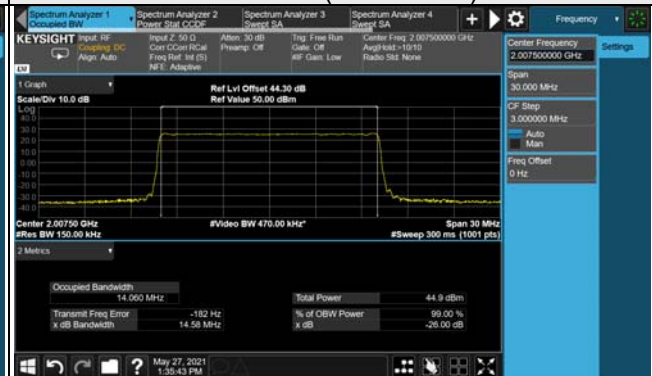 Spectrum Analyzer 1
Occupied BW
Spectrum Analyzer 2
Power Stat CCDF
Spectrum Analyzer 3
Swept SA
Spectrum Analyzer 4
Swept SA
+
Frequency
KEYSIGHT
Input: RF
Coupling: DC
Align: Auto
Input Z: 50 Ω
Corr CCorr RCal
Freq Ref: Int (S)
NFE: Adaptive
Atten: 30 dB
Preamp: Off
Trig: Free Run
Gate: Off
#IF Gain: Low
Center Freq: 2.007500000 GHz
Avg|Hold:>10/10
Radio Std: None
Center Frequency
2.007500000 GHz
Settings
Span
30.000 MHz
CF Step
3.000000 MHz
Auto
Man
Freq Offset
0 Hz
1 Graph
Scale/Div 10.0 dB
Ref Lvl Offset 44.30 dB
Ref Value 50.00 dBm
Log
40.0
30.0
20.0
10.0
0.00
-10.0
-20.0
-30.0
-40.0
Center 2.00750 GHz
#Res BW 150.00 kHz
#Video BW 470.00 kHz*
Span 30 MHz
#Sweep 300 ms (1001 pts)
2 Metrics
Occupied Bandwidth
14.060 MHz
Total Power 44.9 dBm
Transmit Freq Error -182 Hz
% of OBW Power 99.00 %
x dB Bandwidth 14.58 MHz
x dB -26.00 dB
?
May 27, 2021
1:35:43 PM